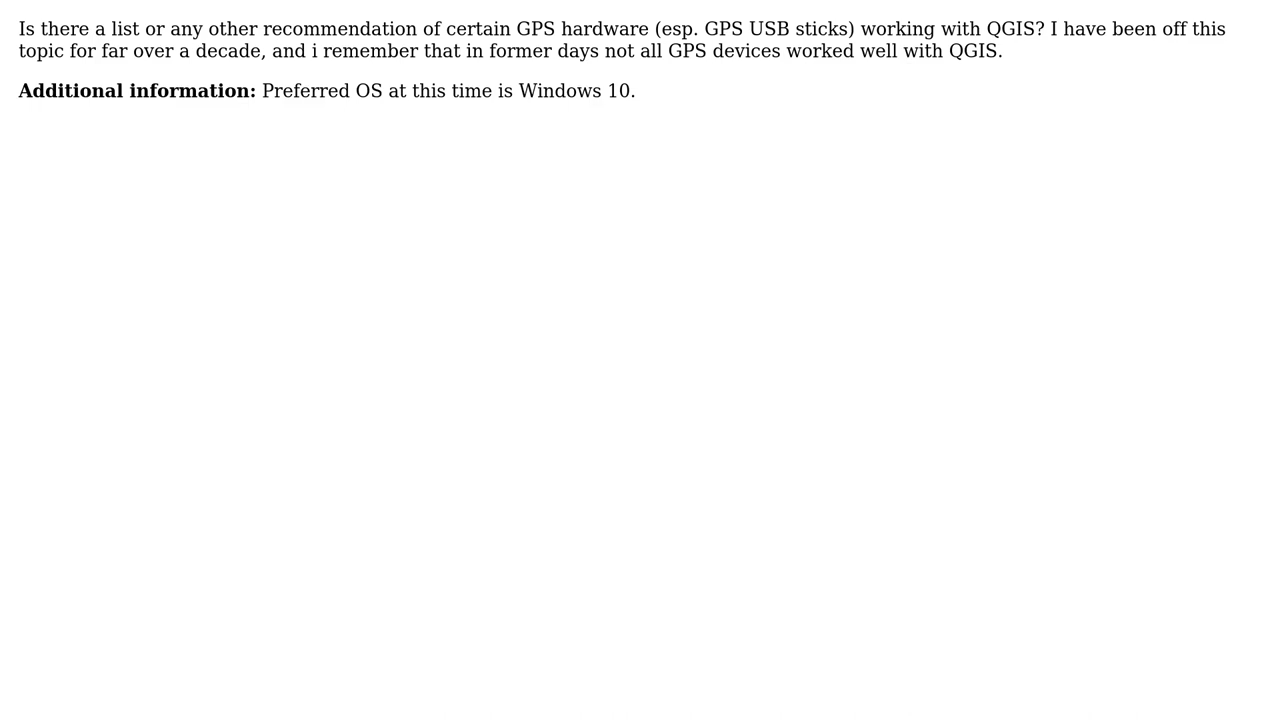 Is there a list or any other recommendation of certain GPS hardware (esp. GPS USB sticks) working with QGIS? I have been off this
topic for far over a decade, and i remember that in former days not all GPS devices worked well with QGIS.
Additional information: Preferred OS at this time is Windows 10.